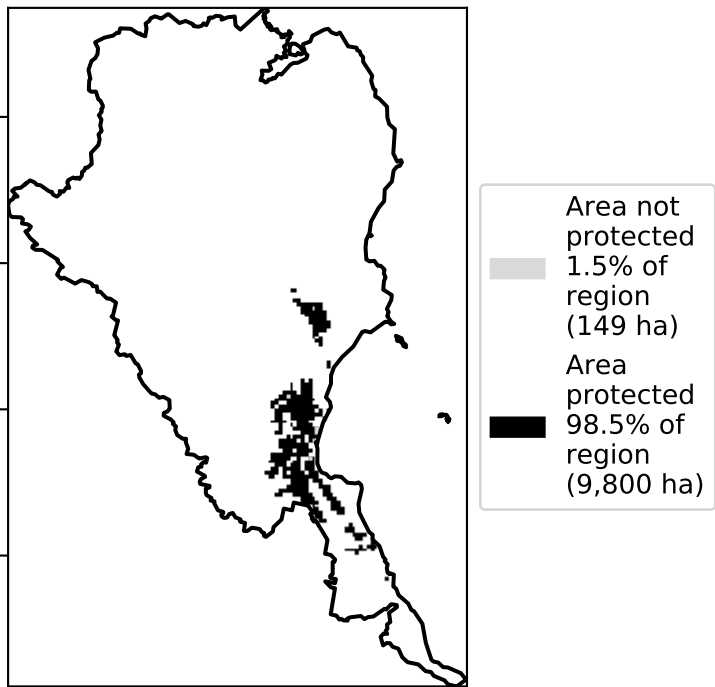 Area not
protected
1.5% of
region
(149 ha)
Area
protected
98.5% of
region
(9,800 ha)